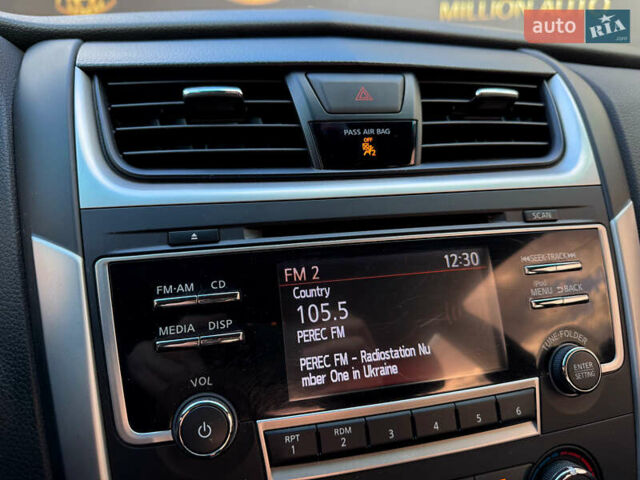 MILLION AUTO
auto RIA
.com
PASS AIR BAG
OFF
2
SCAN
FM 2 12:30
Country
105.5
PEREC FM
PEREC FM - Radiostation Nu
mber One in Ukraine
FM·AM CD
MEDIA DISP
VOL
SEEK·TRACK
iPod
MENU BACK
TUNE·FOLDER
ENTER
SETTING
RPT RDM
1 2 3 4 5 6